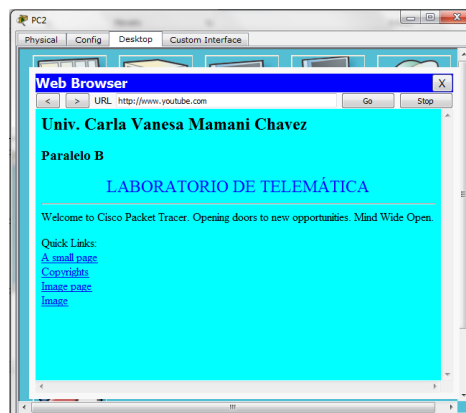 PC2
Physical Config Desktop Custom Interface
Web Browser X
< > URL http://www.youtube.com Go Stop
Univ. Carla Vanesa Mamani Chavez
Paralelo B
LABORATORIO DE TELEMÁTICA
Welcome to Cisco Packet Tracer. Opening doors to new opportunities. Mind Wide Open.
Quick Links:
A small page
Copyrights
Image page
Image